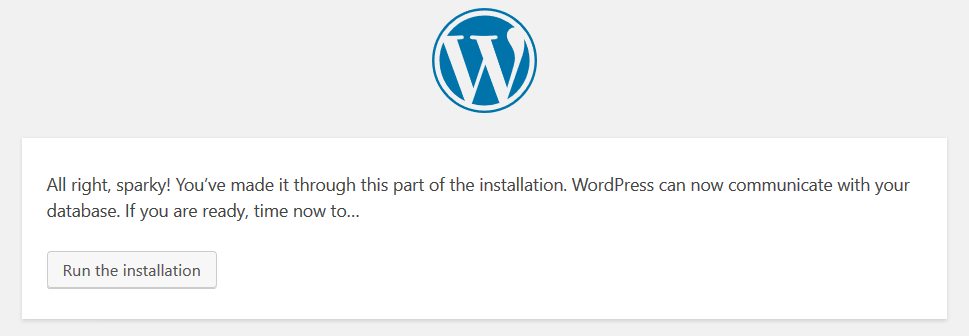 All right, sparky! You’ve made it through this part of the installation. WordPress can now communicate with your
database. If you are ready, time now to…
Run the installation